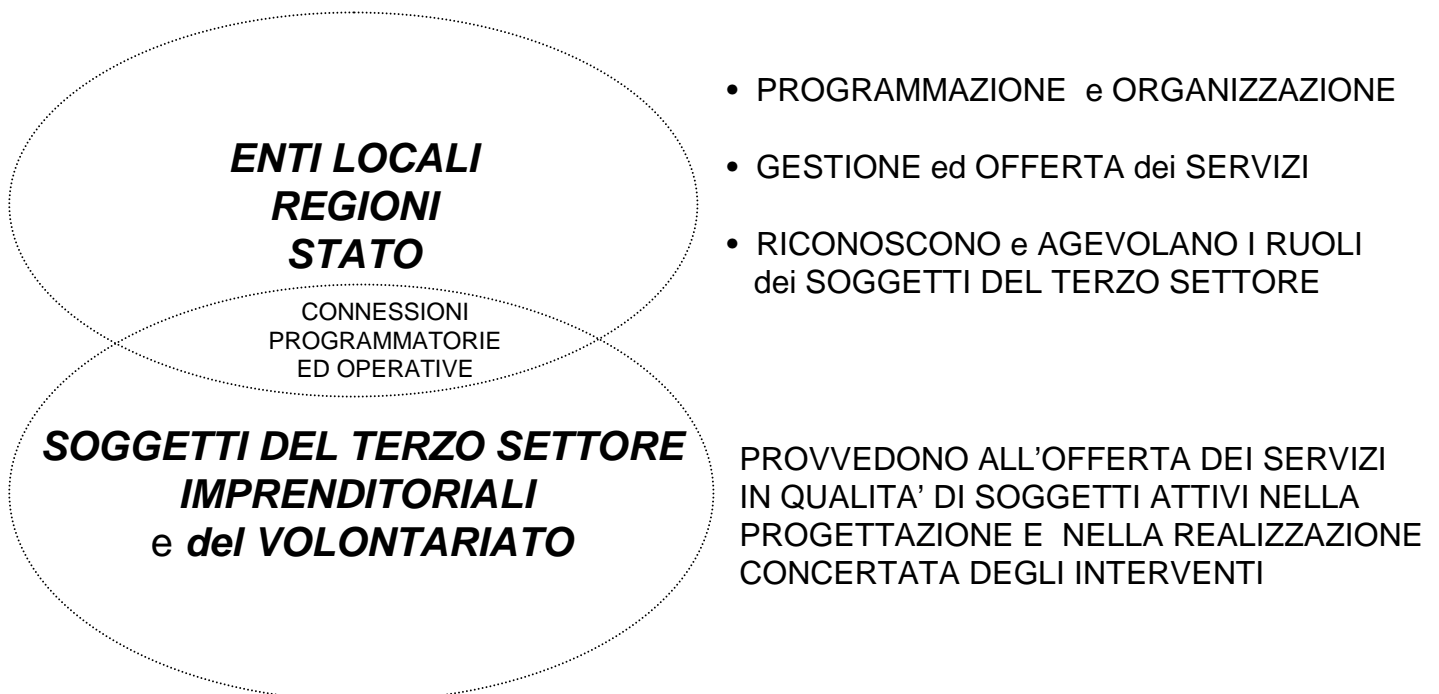 ENTI LOCALI
REGIONI
STATO
CONNESSIONI
PROGRAMMATORIE
ED OPERATIVE
SOGGETTI DEL TERZO SETTORE
IMPRENDITORIALI
e del VOLONTARIATO
• PROGRAMMAZIONE e ORGANIZZAZIONE
• GESTIONE ed OFFERTA dei SERVIZI
• RICONOSCONO e AGEVOLANO I RUOLI
dei SOGGETTI DEL TERZO SETTORE
PROVVEDONO ALL'OFFERTA DEI SERVIZI
IN QUALITA' DI SOGGETTI ATTIVI NELLA
PROGETTAZIONE E NELLA REALIZZAZIONE
CONCERTATA DEGLI INTERVENTI